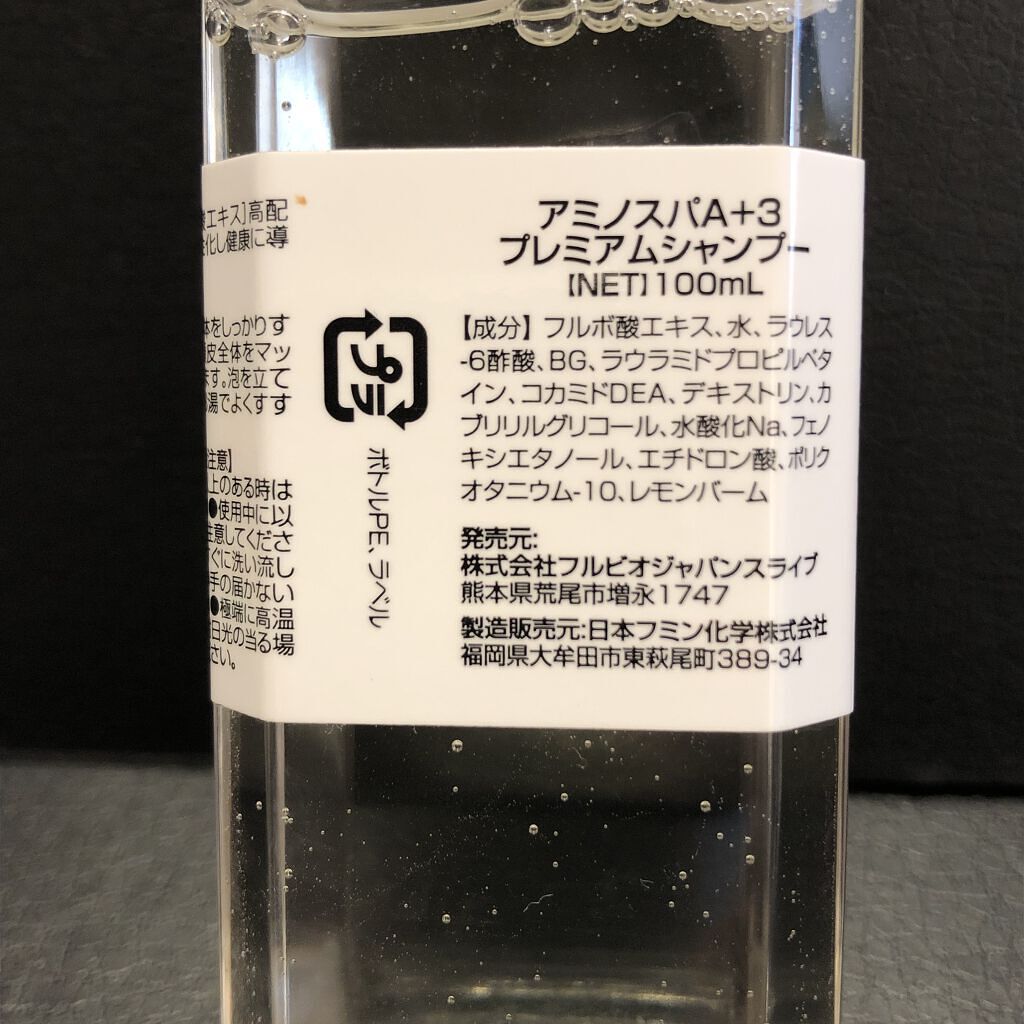 アミノスパA+3
プレミアムシャンプー
【NET】100mL
【成分】フルボ酸エキス、水、ラウレス
-6酢酸、BG、ラウラミドプロピルベタ
イン、コカミドDEA、デキストリン、カ
プリリルグリコール、水酸化Na、フェノ
キシエタノール、エチドロン酸、ポリク
オタニウム-10、レモンバーム
発売元:
株式会社フルビオジャパンスライブ
熊本県荒尾市増永1747
製造販売元:日本フミン化学株式会社
福岡県大牟田市東萩尾町389-34
プラ
ボトルPE、ラベル
酸エキス]高配
化し健康に導
体をしっかりす
皮全体をマッ
ます。泡を立て
湯でよくすす
注意】
上のある時は
●使用中に以
注意してくださ
ぐに洗い流し
手の届かない
●極端に高温
日光の当る場
さい。